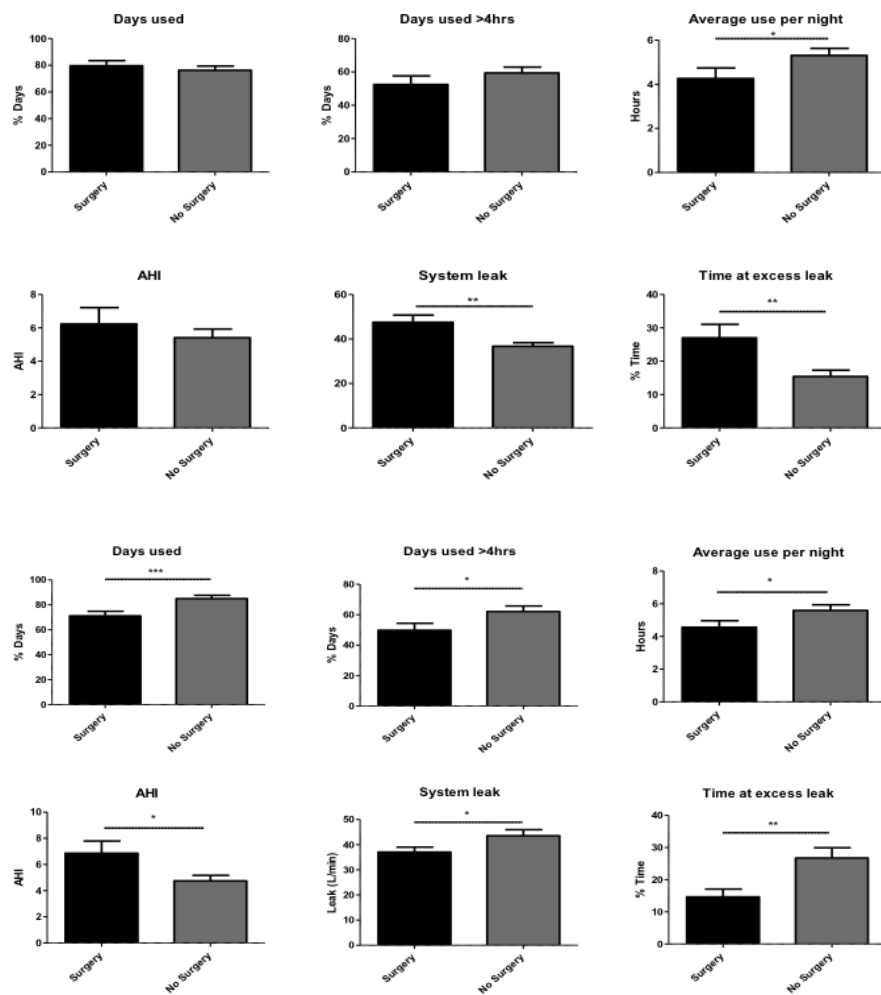 Days used
% Days
100
80
60
40
20
0
Surgery
No Surgery
Days used >4hrs
% Days
80
60
40
20
0
Surgery
No Surgery
Average use per night
*
Hours
6
4
2
0
Surgery
No Surgery
AHI
AHI
8
6
4
2
0
Surgery
No Surgery
System leak
**
60
40
20
0
Surgery
No Surgery
Time at excess leak
**
% Time
40
30
20
10
0
Surgery
No Surgery
Days used
***
% Days
100
80
60
40
20
0
Surgery
No Surgery
Days used >4hrs
*
% Days
80
60
40
20
0
Surgery
No Surgery
Average use per night
*
Hours
8
6
4
2
0
Surgery
No Surgery
AHI
*
AHI
10
8
6
4
2
0
Surgery
No Surgery
System leak
*
Leak (L/min)
50
40
30
20
10
0
Surgery
No Surgery
Time at excess leak
**
% Time
40
30
20
10
0
Surgery
No Surgery